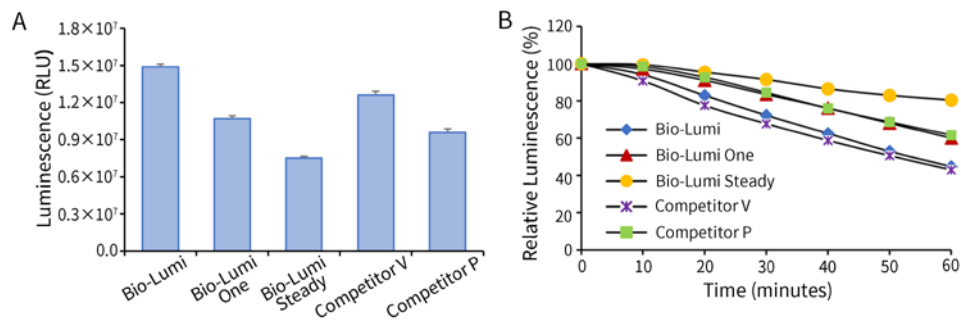 A
Luminescence (RLU)
1.8×10⁷
1.5×10⁷
1.2×10⁷
0.9×10⁷
0.6×10⁷
0.3×10⁷
0.0
Bio-Lumi
Bio-Lumi
One
Bio-Lumi
Steady
Competitor V
Competitor P
B
Relative Luminescence (%)
120
100
80
60
40
20
0
Bio-Lumi
Bio-Lumi One
Bio-Lumi Steady
Competitor V
Competitor P
0 10 20 30 40 50 60
Time (minutes)